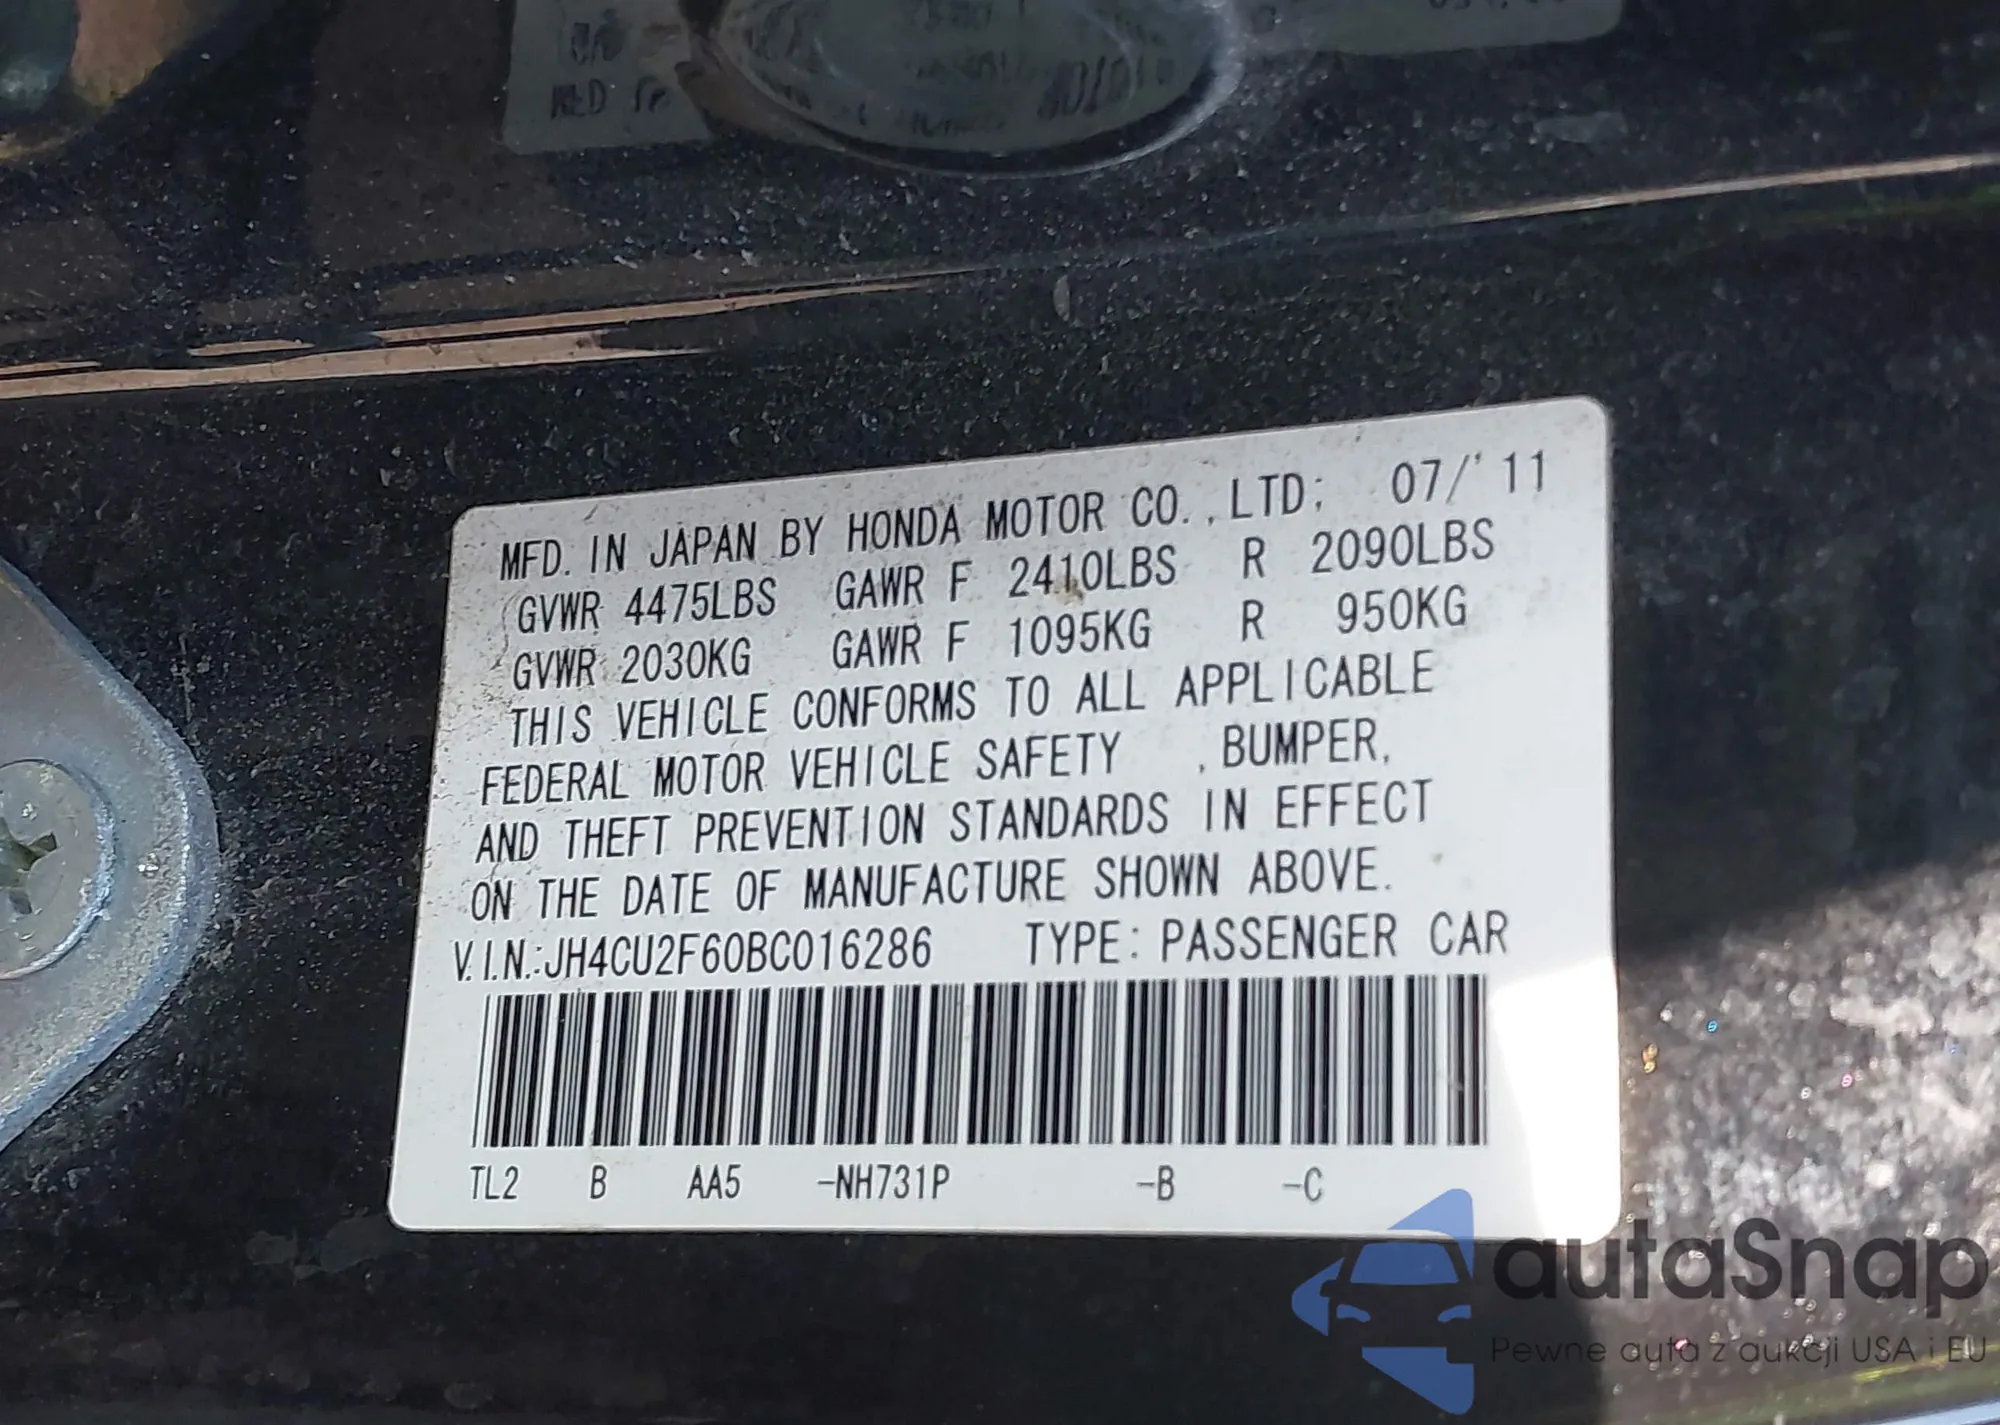 MFD. IN JAPAN BY HONDA MOTOR CO., LTD; 07/'11
GVWR 4475LBS GAWR F 2410LBS R 2090LBS
GVWR 2030KG GAWR F 1095KG R 950KG
THIS VEHICLE CONFORMS TO ALL APPLICABLE
FEDERAL MOTOR VEHICLE SAFETY , BUMPER,
AND THEFT PREVENTION STANDARDS IN EFFECT
ON THE DATE OF MANUFACTURE SHOWN ABOVE.
V.I.N.:JH4CU2F60BC016286 TYPE: PASSENGER CAR
TL2 B AA5 -NH731P -B -C
autaSnap
Pewne auta z aukcji USA i EU